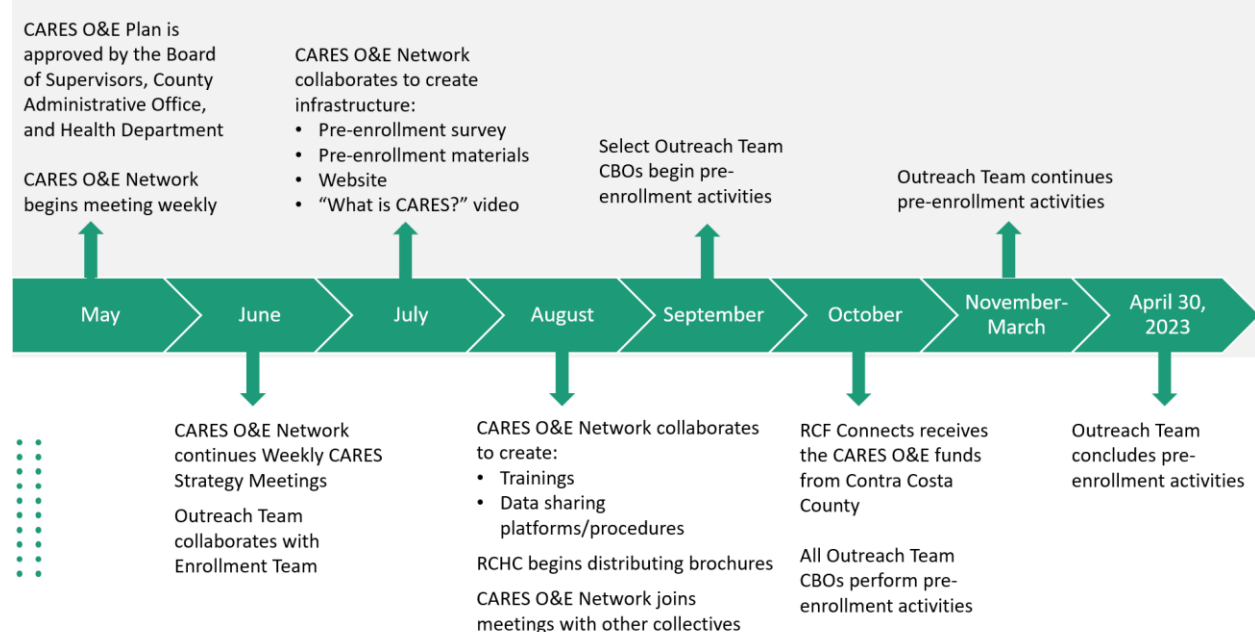 CARES O&E Plan is
approved by the Board
of Supervisors, County
Administrative Office,
and Health Department
CARES O&E Network
begins meeting weekly
CARES O&E Network
collaborates to create
infrastructure:
• Pre-enrollment survey
• Pre-enrollment materials
• Website
• “What is CARES?” video
Select Outreach Team
CBOs begin pre-
enrollment activities
Outreach Team continues
pre-enrollment activities
May
June
July
August
September
October
November-
March
April 30,
2023
CARES O&E Network
continues Weekly CARES
Strategy Meetings
Outreach Team
collaborates with
Enrollment Team
CARES O&E Network collaborates
to create:
• Trainings
• Data sharing
platforms/procedures
RCHC begins distributing brochures
CARES O&E Network joins
meetings with other collectives
RCF Connects receives
the CARES O&E funds
from Contra Costa
County
All Outreach Team
CBOs perform pre-
enrollment activities
Outreach Team
concludes pre-
enrollment activities